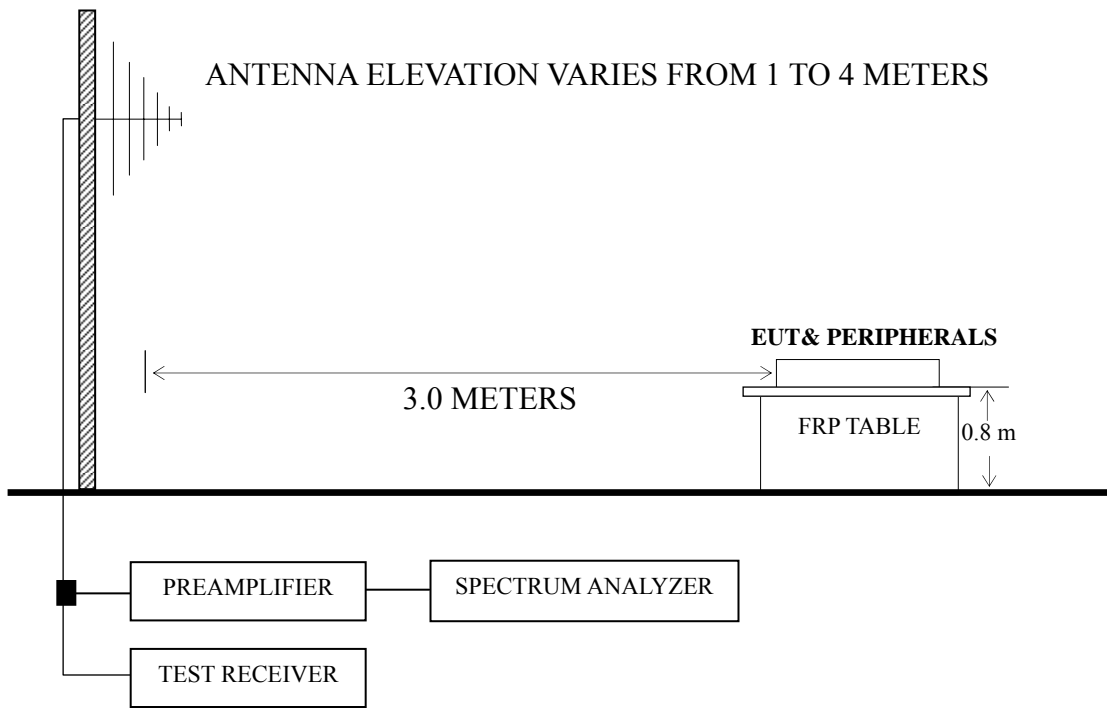 ANTENNA ELEVATION VARIES FROM 1 TO 4 METERS
EUT& PERIPHERALS
3.0 METERS
FRP TABLE
0.8 m
PREAMPLIFIER
SPECTRUM ANALYZER
TEST RECEIVER